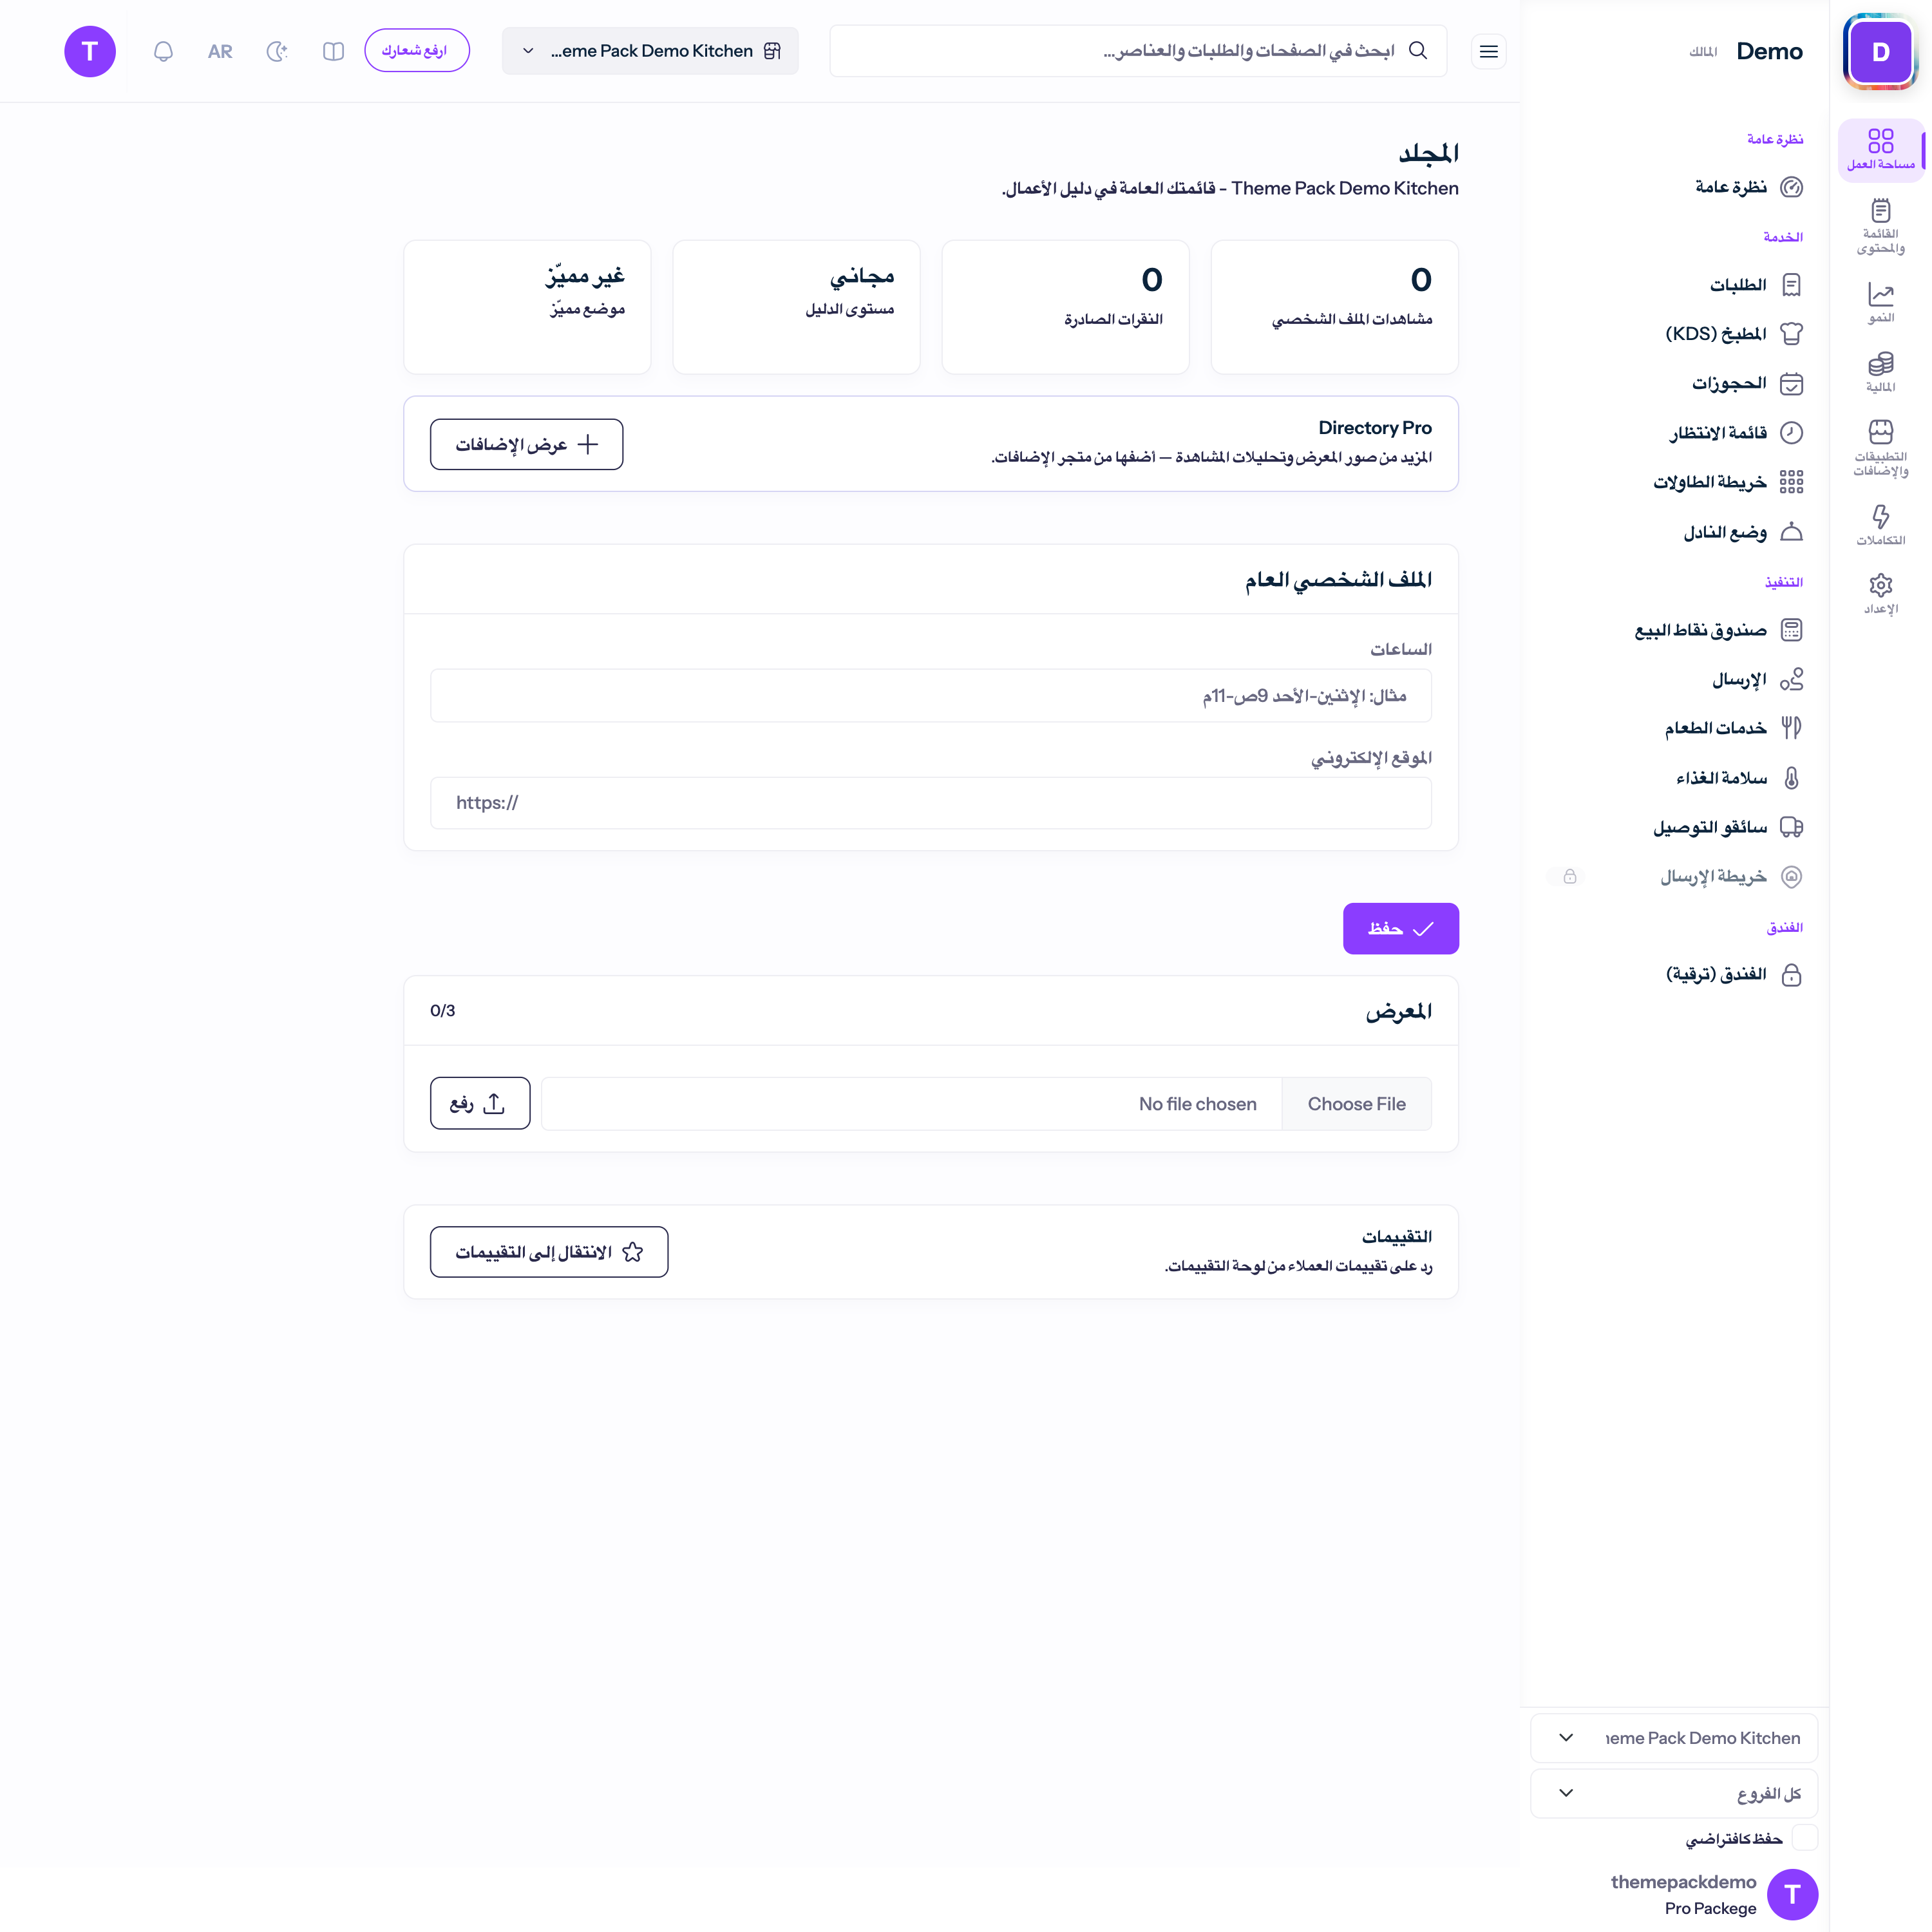 D
مساحة العمل
القائمة
والمحتوى
النمو
المالية
التطبيقات
والإضافات
التكاملات
الإعداد
Demo المالك
نظرة عامة
نظرة عامة
الخدمة
الطلبات
المطبخ (KDS)
الحجوزات
قائمة الانتظار
خريطة الطاولات
وضع النادل
التنفيذ
صندوق نقاط البيع
الإرسال
خدمات الطعام
سلامة الغذاء
سائقو التوصيل
خريطة الإرسال
الفندق
الفندق (ترقية)
heme Pack Demo Kitchen
كل الفروع
حفظ كافتراضي
T
themepackdemo
Pro Packege
ابحث في الصفحات والطلبات والعناصر...
...eme Pack Demo Kitchen
ارفع شعارك
AR
T
المجلد
Theme Pack Demo Kitchen - قائمتك العامة في دليل الأعمال.
0
مشاهدات الملف الشخصي
0
النقرات الصادرة
مجاني
مستوى الدليل
غير مميّز
موضع مميّز
Directory Pro
المزيد من صور المعرض وتحليلات المشاهدة — أضفها من متجر الإضافات.
عرض الإضافات
الملف الشخصي العام
الساعات
مثال: الإثنين-الأحد 9ص-11م
الموقع الإلكتروني
https://
حفظ
المعرض
0/3
Choose File No file chosen
رفع
التقييمات
رد على تقييمات العملاء من لوحة التقييمات.
الانتقال إلى التقييمات